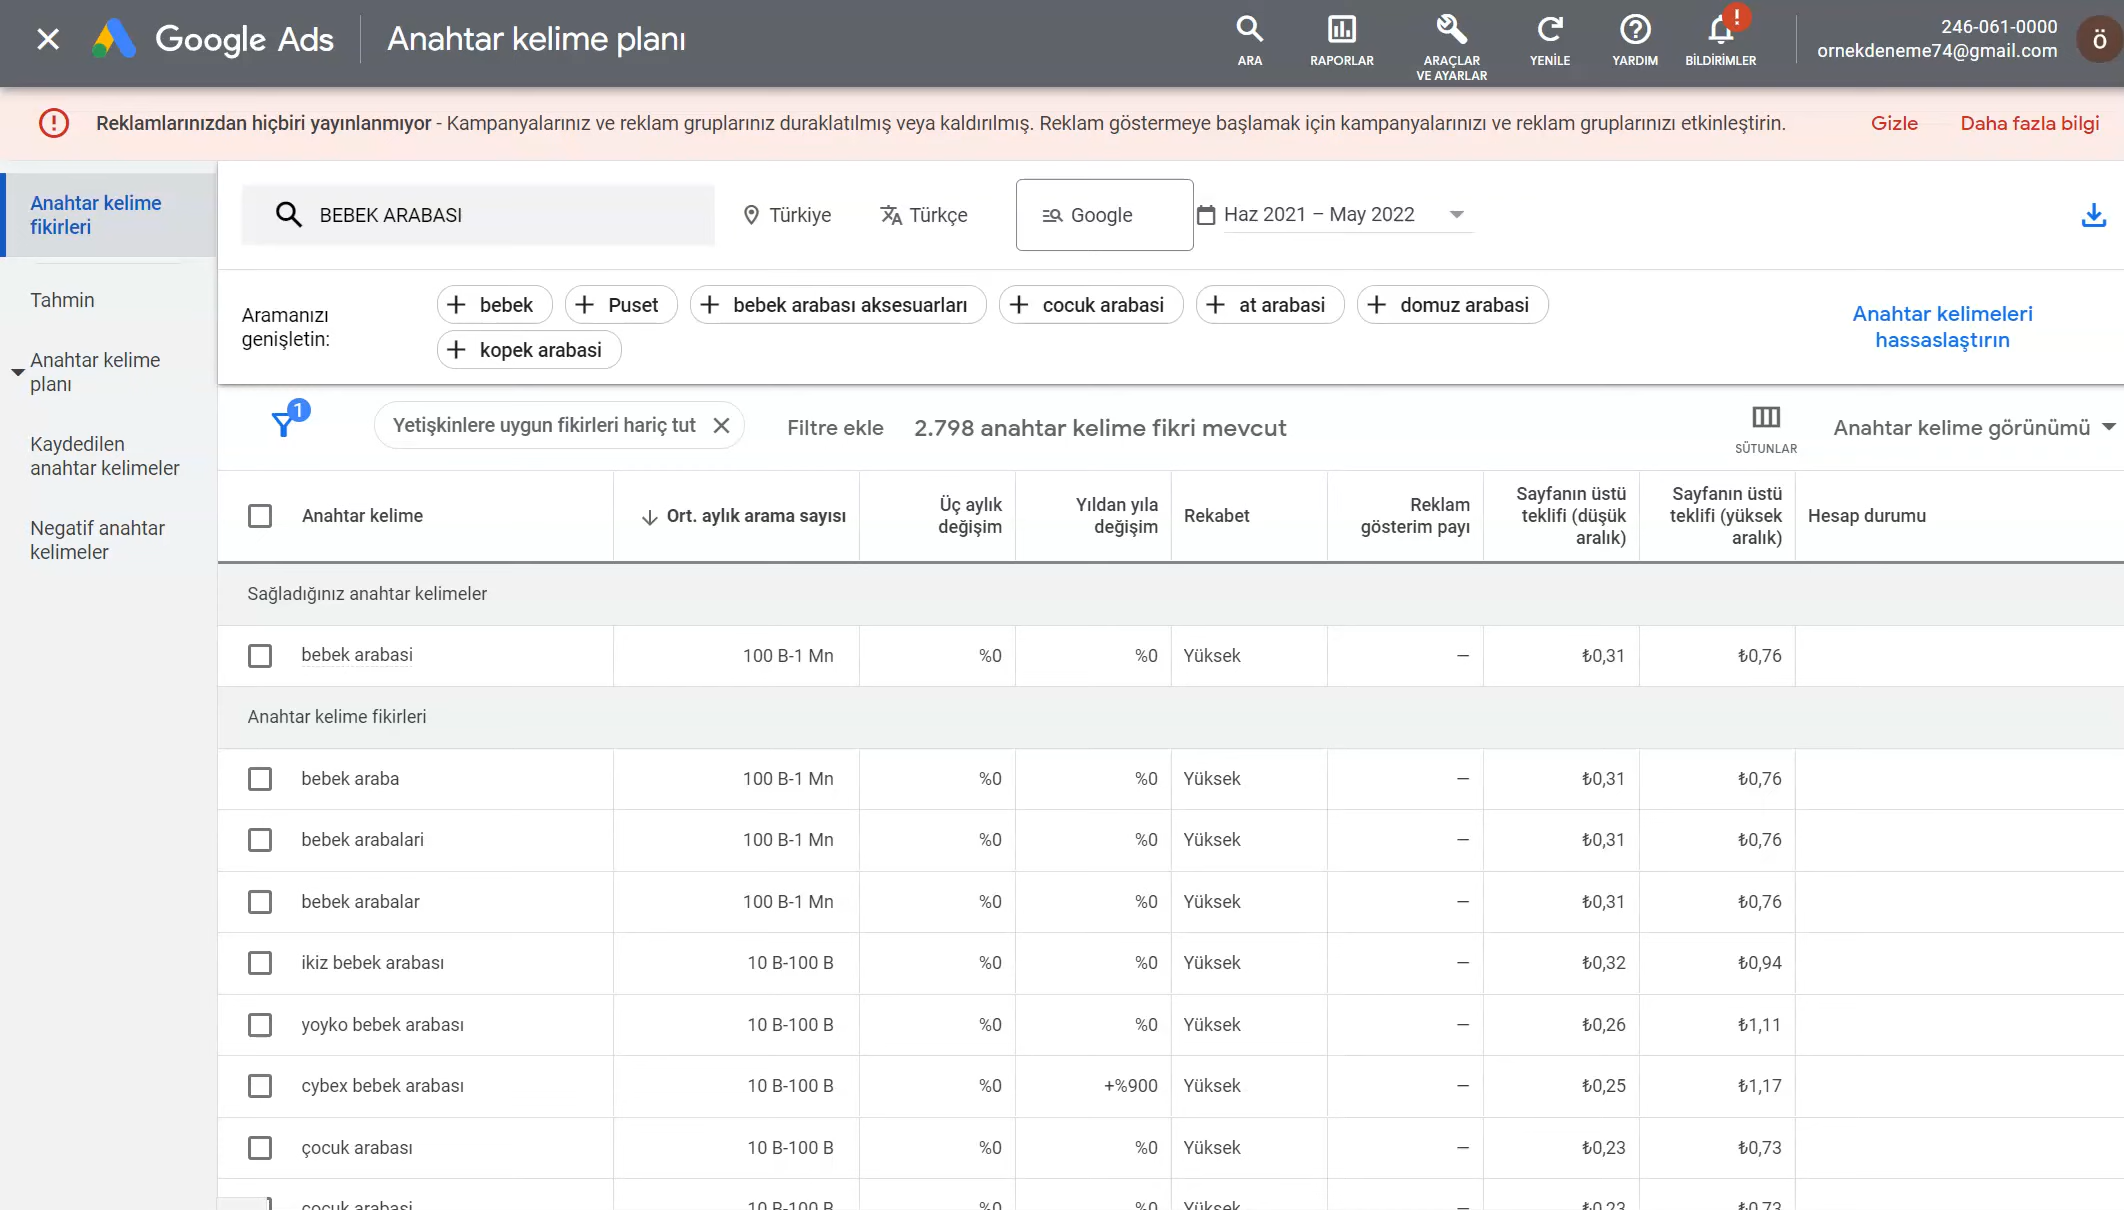 Google Ads
Anahtar kelime planı
ARA
RAPORLAR
ARAÇLAR
VE AYARLAR
YENİLE
YARDIM
BİLDİRİMLER
!
246-061-0000
ornekdeneme74@gmail.com
ö
Reklamlarınızdan hiçbiri yayınlanmıyor - Kampanyalarınız ve reklam gruplarınız duraklatılmış veya kaldırılmış. Reklam göstermeye başlamak için kampanyalarınızı ve reklam gruplarınızı etkinleştirin.
Gizle
Daha fazla bilgi
Anahtar kelime
fikirleri
Tahmin
Anahtar kelime
planı
Kaydedilen
anahtar kelimeler
Negatif anahtar
kelimeler
BEBEK ARABASI
Türkiye
Türkçe
Google
Haz 2021 – May 2022
Aramanızı
genişletin:
bebek
Puset
bebek arabası aksesuarları
cocuk arabasi
at arabasi
domuz arabasi
kopek arabasi
Anahtar kelimeleri
hassaslaştırın
1
Yetişkinlere uygun fikirleri hariç tut
Filtre ekle
2.798 anahtar kelime fikri mevcut
SÜTUNLAR
Anahtar kelime görünümü
Anahtar kelime
Ort. aylık arama sayısı
Üç aylık
değişim
Yıldan yıla
değişim
Rekabet
Reklam
gösterim payı
Sayfanın üstü
teklifi (düşük
aralık)
Sayfanın üstü
teklifi (yüksek
aralık)
Hesap durumu
Sağladığınız anahtar kelimeler
bebek arabasi 100 B-1 Mn %0 %0 Yüksek — ₺0,31 ₺0,76
Anahtar kelime fikirleri
bebek araba 100 B-1 Mn %0 %0 Yüksek — ₺0,31 ₺0,76
bebek arabalari 100 B-1 Mn %0 %0 Yüksek — ₺0,31 ₺0,76
bebek arabalar 100 B-1 Mn %0 %0 Yüksek — ₺0,31 ₺0,76
ikiz bebek arabası 10 B-100 B %0 %0 Yüksek — ₺0,32 ₺0,94
yoyko bebek arabası 10 B-100 B %0 %0 Yüksek — ₺0,26 ₺1,11
cybex bebek arabası 10 B-100 B %0 +%900 Yüksek — ₺0,25 ₺1,17
çocuk arabası 10 B-100 B %0 %0 Yüksek — ₺0,23 ₺0,73
cocuk arabasi 10 B-100 B %0 %0 Yüksek — ₺0,23 ₺0,73